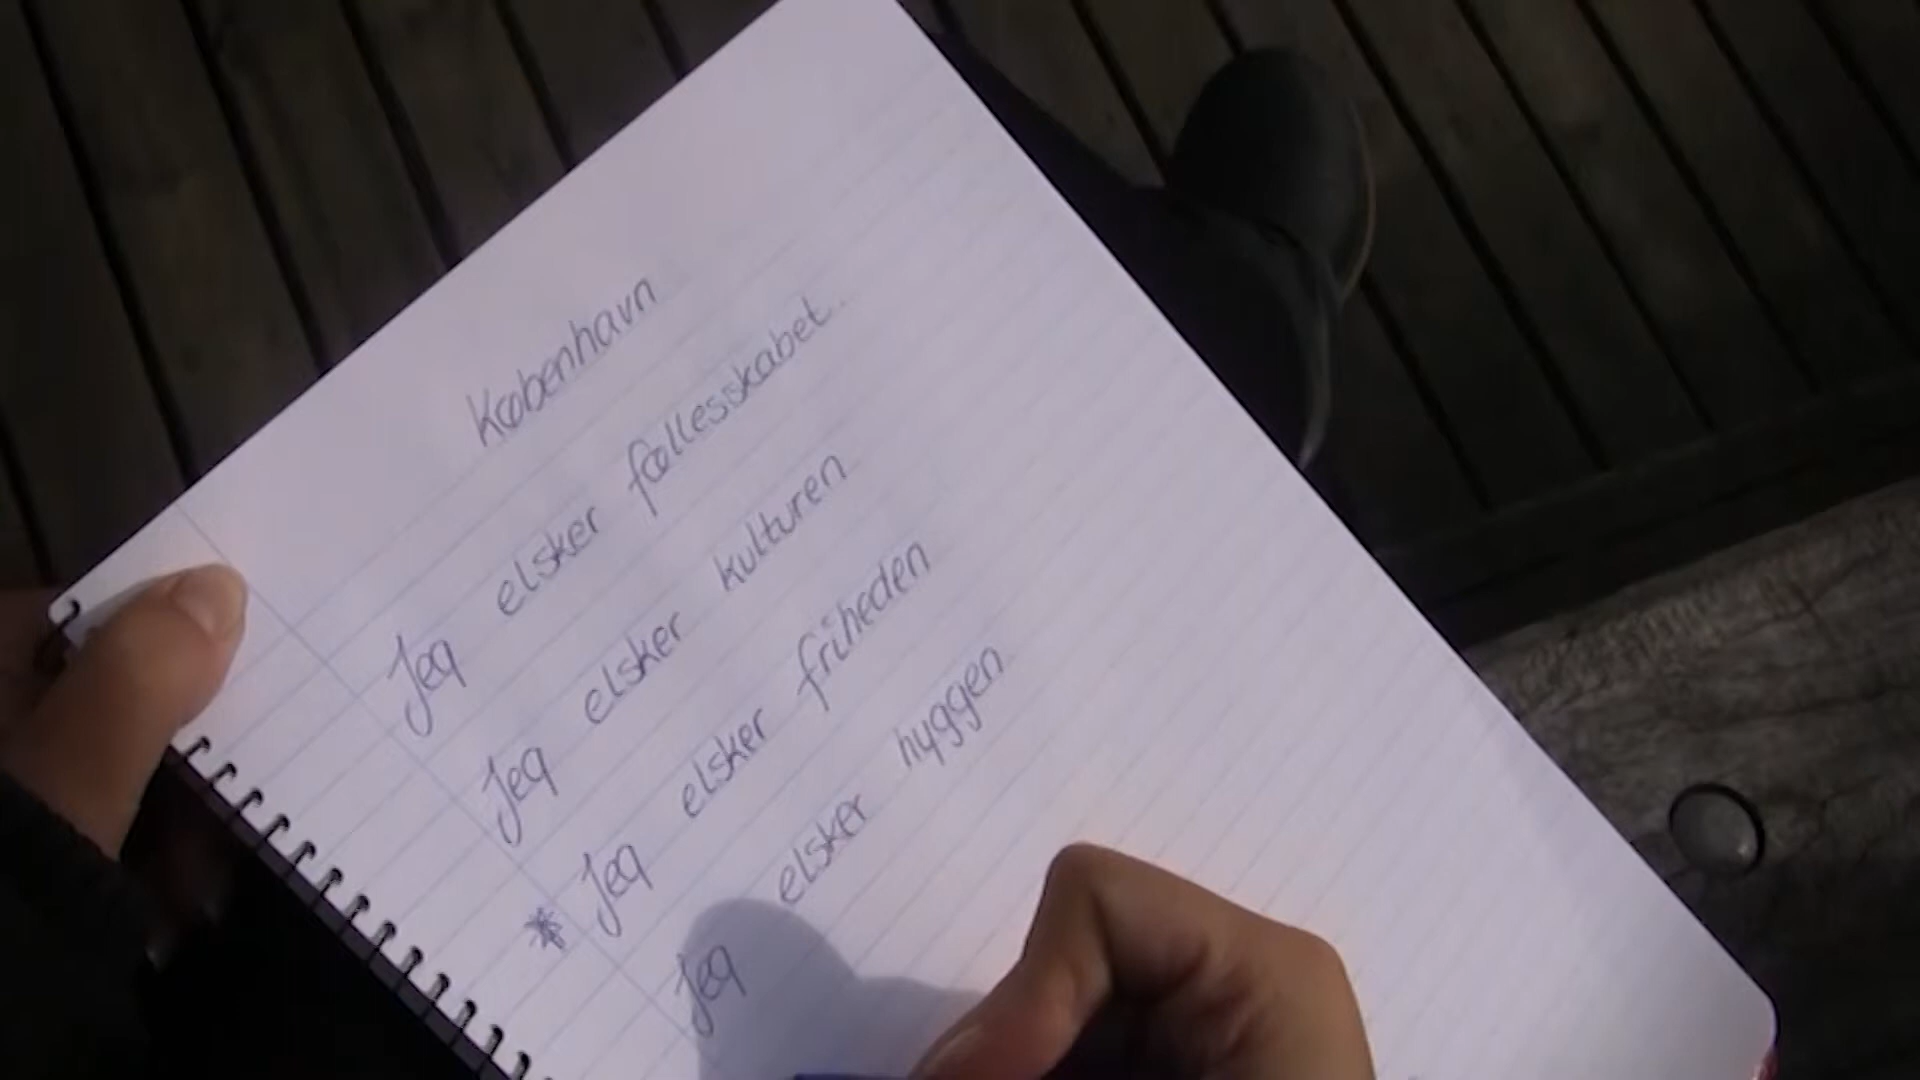 København
Jeg elsker fællesskabet
Jeg elsker kulturen
* Jeg elsker friheden
Jeg elsker hyggen